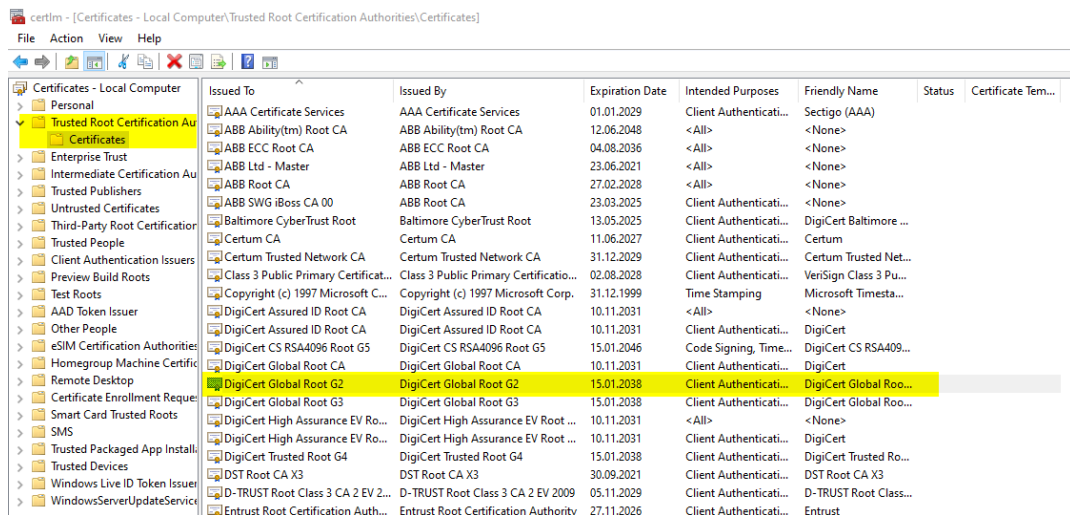 certlm - [Certificates - Local Computer\Trusted Root Certification Authorities\Certificates]
File Action View Help
Certificates - Local Computer
Personal
Trusted Root Certification Au
Certificates
Enterprise Trust
Intermediate Certification Au
Trusted Publishers
Untrusted Certificates
Third-Party Root Certification
Trusted People
Client Authentication Issuers
Preview Build Roots
Test Roots
AAD Token Issuer
Other People
eSIM Certification Authorities
Homegroup Machine Certific
Remote Desktop
Certificate Enrollment Reques
Smart Card Trusted Roots
SMS
Trusted Packaged App Installa
Trusted Devices
Windows Live ID Token Issuer
WindowsServerUpdateService
Issued To Issued By Expiration Date Intended Purposes Friendly Name Status Certificate Tem...
AAA Certificate Services AAA Certificate Services 01.01.2029 Client Authenticati... Sectigo (AAA)
ABB Ability(tm) Root CA ABB Ability(tm) Root CA 12.06.2048 <All> <None>
ABB ECC Root CA ABB ECC Root CA 04.08.2036 <All> <None>
ABB Ltd - Master ABB Ltd - Master 23.06.2021 <All> <None>
ABB Root CA ABB Root CA 27.02.2028 <All> <None>
ABB SWG iBoss CA 00 ABB SWG iBoss CA 00 23.03.2025 Client Authenticati... <None>
Baltimore CyberTrust Root Baltimore CyberTrust Root 13.05.2025 Client Authenticati... DigiCert Baltimore ...
Certum CA Certum CA 11.06.2027 Client Authenticati... Certum
Certum Trusted Network CA Certum Trusted Network CA 31.12.2029 Client Authenticati... Certum Trusted Net...
Class 3 Public Primary Certificat... Class 3 Public Primary Certificatio... 02.08.2028 Client Authenticati... VeriSign Class 3 Pu...
Copyright (c) 1997 Microsoft C... Copyright (c) 1997 Microsoft Corp. 31.12.1999 Time Stamping Microsoft Timesta...
DigiCert Assured ID Root CA DigiCert Assured ID Root CA 10.11.2031 <All> <None>
DigiCert Assured ID Root CA DigiCert Assured ID Root CA 10.11.2031 Client Authenticati... DigiCert
DigiCert CS RSA4096 Root G5 DigiCert CS RSA4096 Root G5 15.01.2046 Code Signing, Time... DigiCert CS RSA409...
DigiCert Global Root CA DigiCert Global Root CA 10.11.2031 Client Authenticati... DigiCert
DigiCert Global Root G2 DigiCert Global Root G2 15.01.2038 Client Authenticati... DigiCert Global Roo...
DigiCert Global Root G3 DigiCert Global Root G3 15.01.2038 Client Authenticati... DigiCert Global Roo...
DigiCert High Assurance EV Ro... DigiCert High Assurance EV Root ... 10.11.2031 <All> <None>
DigiCert High Assurance EV Ro... DigiCert High Assurance EV Root ... 10.11.2031 Client Authenticati... DigiCert
DigiCert Trusted Root G4 DigiCert Trusted Root G4 15.01.2038 Client Authenticati... DigiCert Trusted Ro...
DST Root CA X3 DST Root CA X3 30.09.2021 Client Authenticati... DST Root CA X3
D-TRUST Root Class 3 CA 2 EV 2... D-TRUST Root Class 3 CA 2 EV 2009 05.11.2029 Client Authenticati... D-TRUST Root Class...
Entrust Root Certification Auth... Entrust Root Certification Authority 27.11.2026 Client Authenticati... Entrust